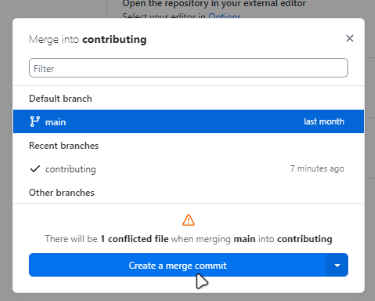 Open the repository in your external editor
Select your editor in Options
Merge into contributing
Filter
Default branch
main last month
Recent branches
contributing 7 minutes ago
Other branches
There will be 1 conflicted file when merging main into contributing
Create a merge commit